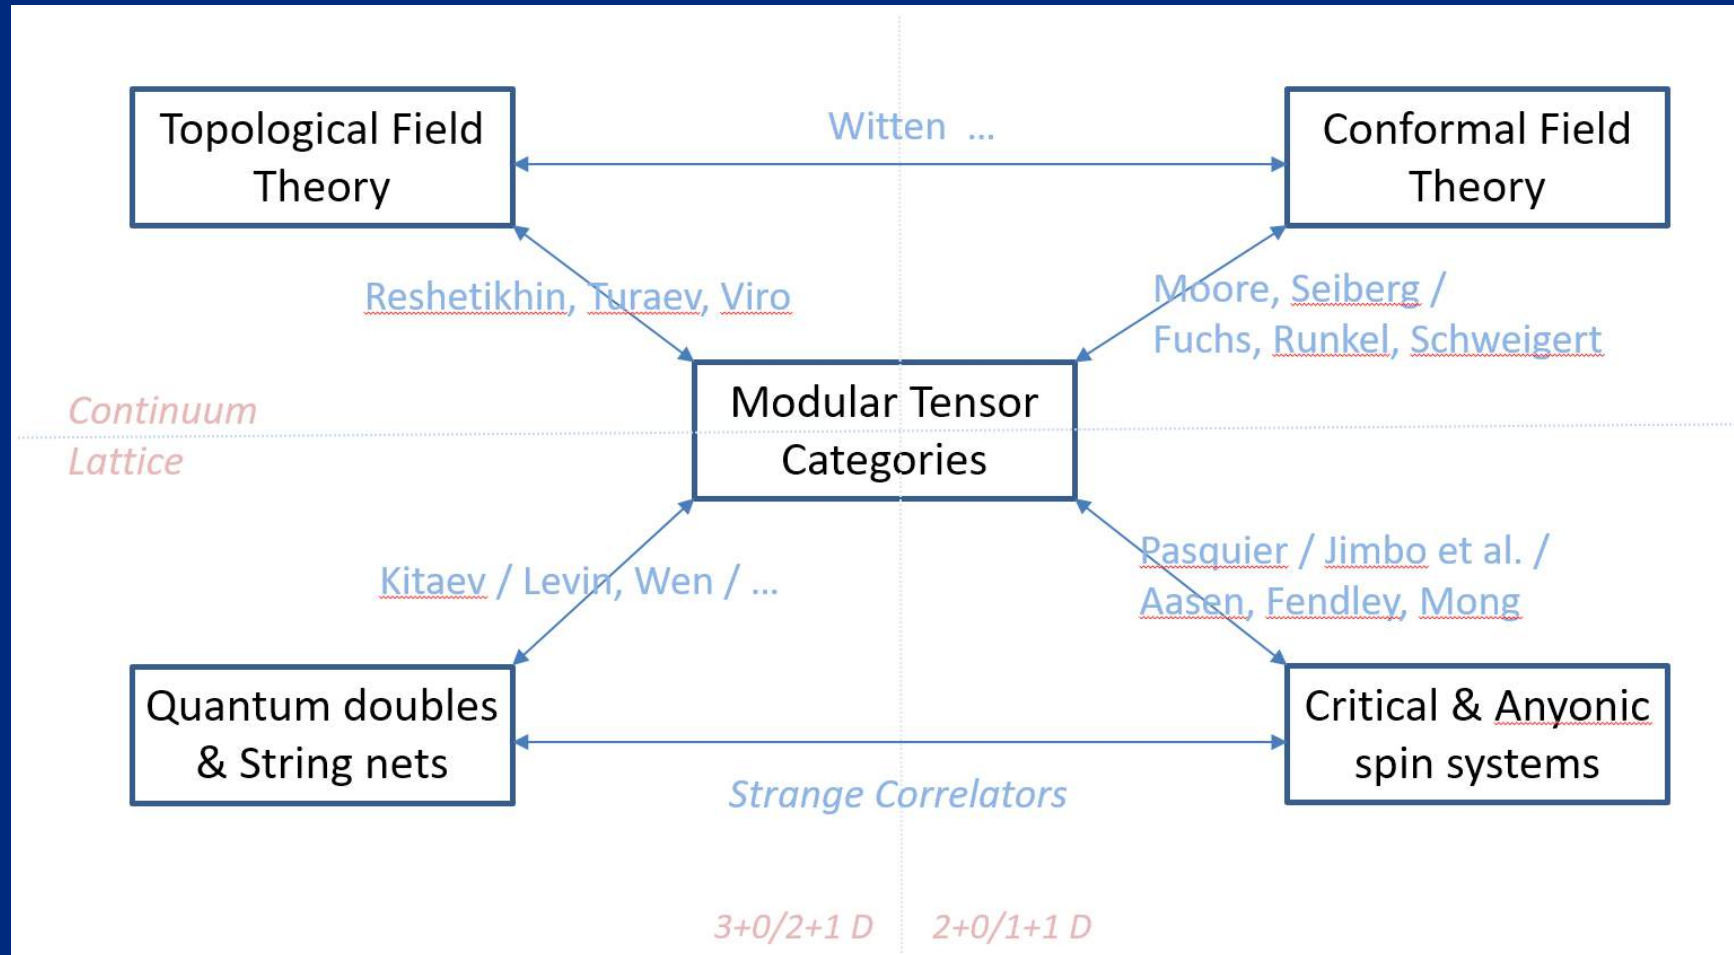 Topological Field
Theory
Witten ...
Conformal Field
Theory
Reshetikhin, Turaev, Viro
Moore, Seiberg /
Fuchs, Runkel, Schweigert
Continuum
Lattice
Modular Tensor
Categories
Kitaev / Levin, Wen / ...
Pasquier / Jimbo et al. /
Aasen, Fendley, Mong
Quantum doubles
& String nets
Strange Correlators
Critical & Anyonic
spin systems
3+0/2+1 D
2+0/1+1 D